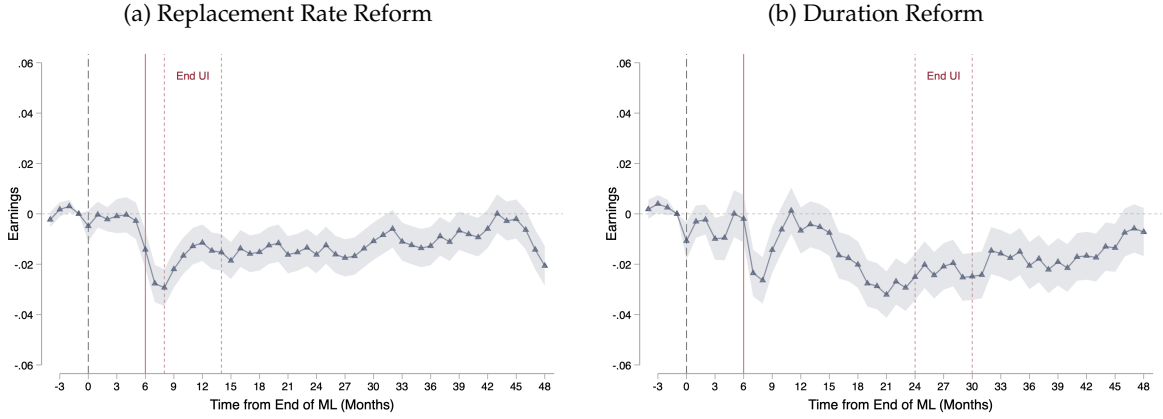 (a) Replacement Rate Reform
.06
.04
.02
0
-.02
-.04
-.06
Earnings
End UI
-3 0 3 6 9 12 15 18 21 24 27 30 33 36 39 42 45 48
Time from End of ML (Months)
(b) Duration Reform
.06
.04
.02
0
-.02
-.04
-.06
Earnings
End UI
-3 0 3 6 9 12 15 18 21 24 27 30 33 36 39 42 45 48
Time from End of ML (Months)